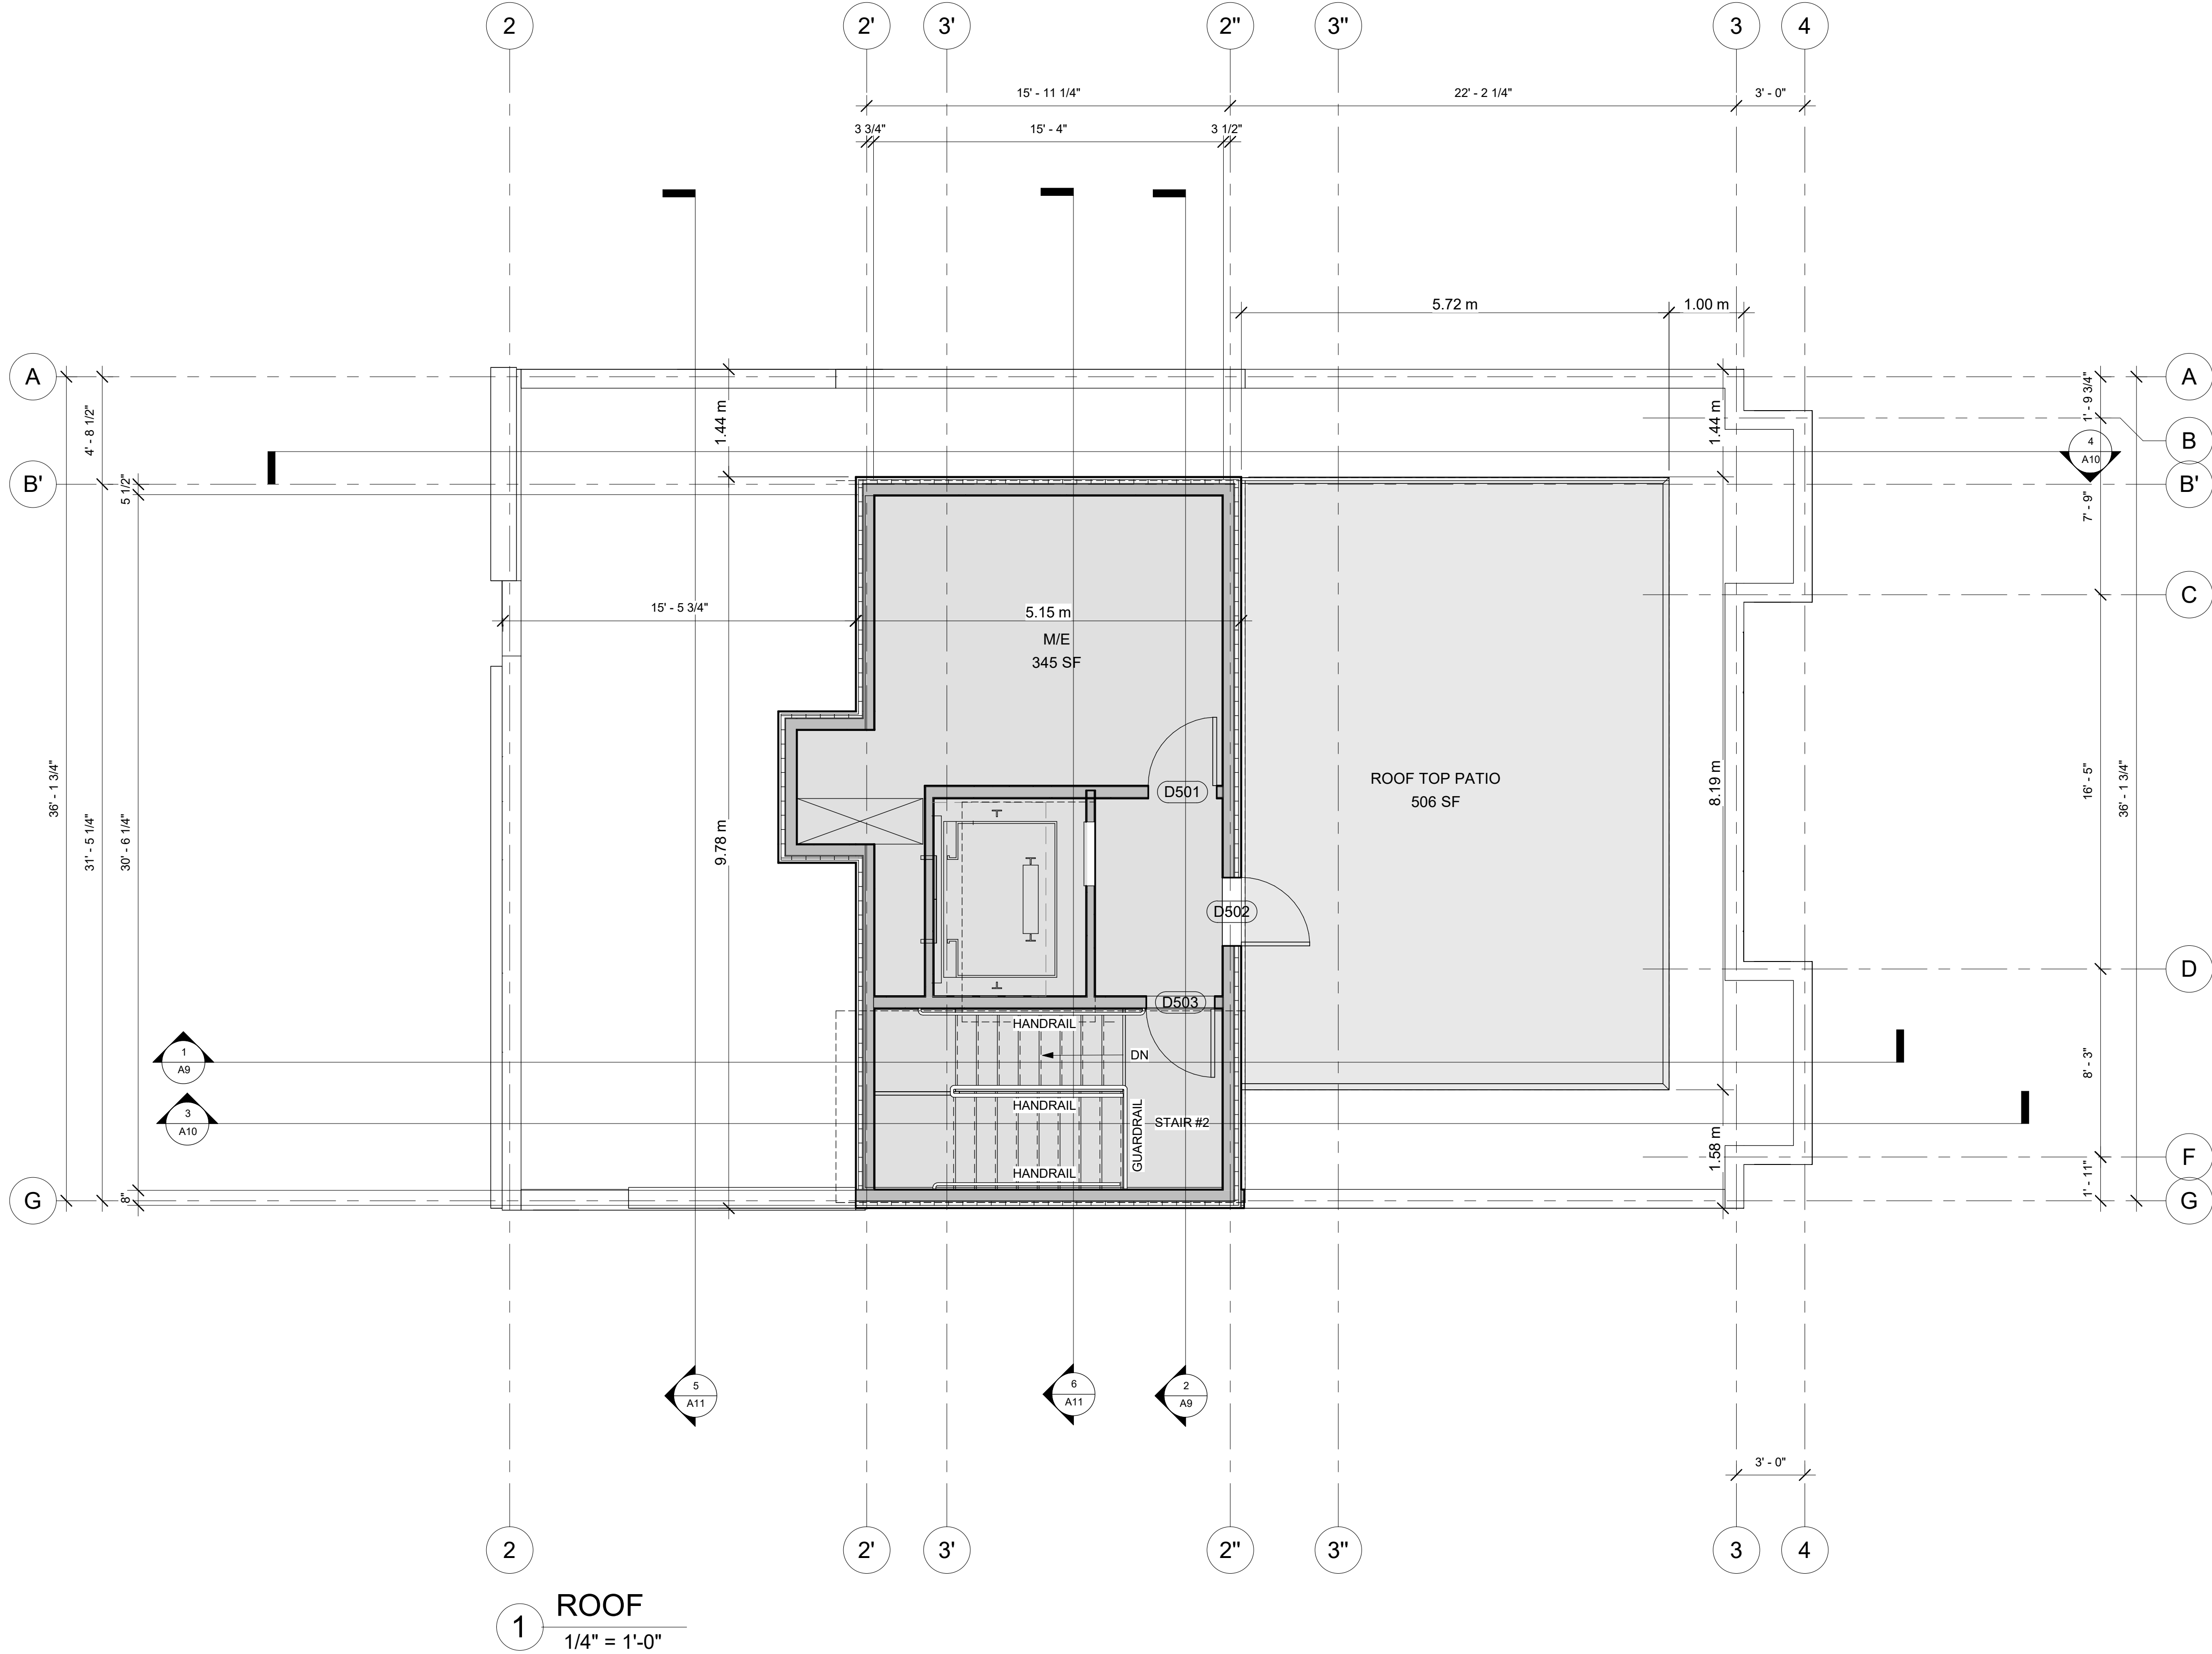 2 2' 3' 2" 3" 3 4
15' - 11 1/4" 22' - 2 1/4" 3' - 0"
3 3/4" 15' - 4" 3 1/2"
5.72 m 1.00 m
A A
4' - 8 1/2" 1.44 m 1.44 m 1' - 9 3/4"
B
4
A10
B' B'
5 1/2" 7' - 9"
C
15' - 5 3/4" 5.15 m
M/E
345 SF
ROOF TOP PATIO
506 SF
D501
36' - 1 3/4" 31' - 5 1/4" 30' - 6 1/4" 9.78 m 8.19 m 16' - 5" 36' - 1 3/4"
D502
D
D503
HANDRAIL
DN
1
A9
8' - 3"
HANDRAIL
3
A10
GUARDRAIL
STAIR #2
1.58 m
F
HANDRAIL
G 8" 1' - 11" G
5
A11
6
A11
2
A9
3' - 0"
2 2' 3' 2" 3" 3 4
1 ROOF
1/4" = 1'-0"